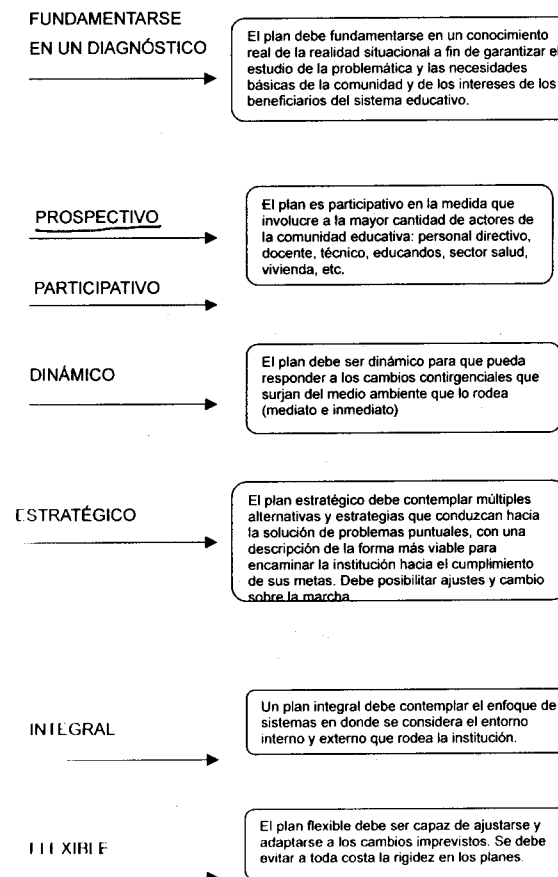 FUNDAMENTARSE
EN UN DIAGNÓSTICO
El plan debe fundamentarse en un conocimiento
real de la realidad situacional a fin de garantizar el
estudio de la problemática y las necesidades
básicas de la comunidad y de los intereses de los
beneficiarios del sistema educativo.
PROSPECTIVO
PARTICIPATIVO
El plan es participativo en la medida que
involucre a la mayor cantidad de actores de
la comunidad educativa: personal directivo,
docente, técnico, educandos, sector salud,
vivienda, etc.
DINÁMICO
El plan debe ser dinámico para que pueda
responder a los cambios contirgenciales que
surjan del medio ambiente que lo rodea
(mediato e inmediato)
ESTRATÉGICO
El plan estratégico debe contemplar múltiples
alternativas y estrategias que conduzcan hacia
la solución de problemas puntuales, con una
descripción de la forma más viable para
encaminar la institución hacia el cumplimiento
de sus metas. Debe posibilitar ajustes y cambio
sobre la marcha
INTEGRAL
Un plan integral debe contemplar el enfoque de
sistemas en donde se considera el entorno
interno y externo que rodea la institución.
FLEXIBLE
El plan flexible debe ser capaz de ajustarse y
adaptarse a los cambios imprevistos. Se debe
evitar a toda costa la rigidez en los planes.